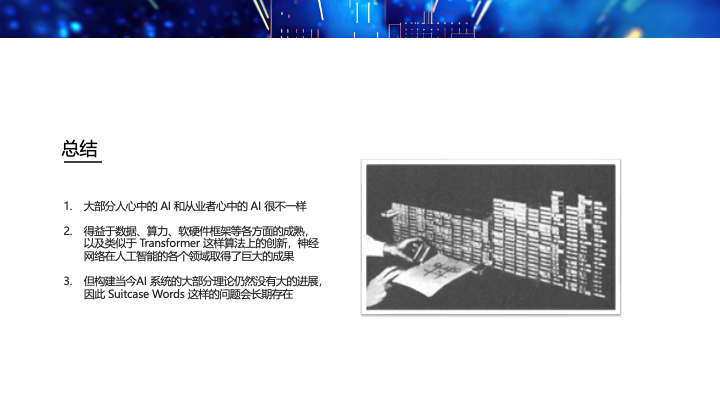 总结
1. 大部分人心中的 AI 和从业者心中的 AI 很不一样
2. 得益于数据、算力、软硬件框架等各方面的成熟，
以及类似于 Transformer 这样算法上的创新，神经
网络在人工智能的各个领域取得了巨大的成果
3. 但构建当今AI 系统的大部分理论仍然没有大的进展，
因此 Suitcase Words 这样的问题会长期存在